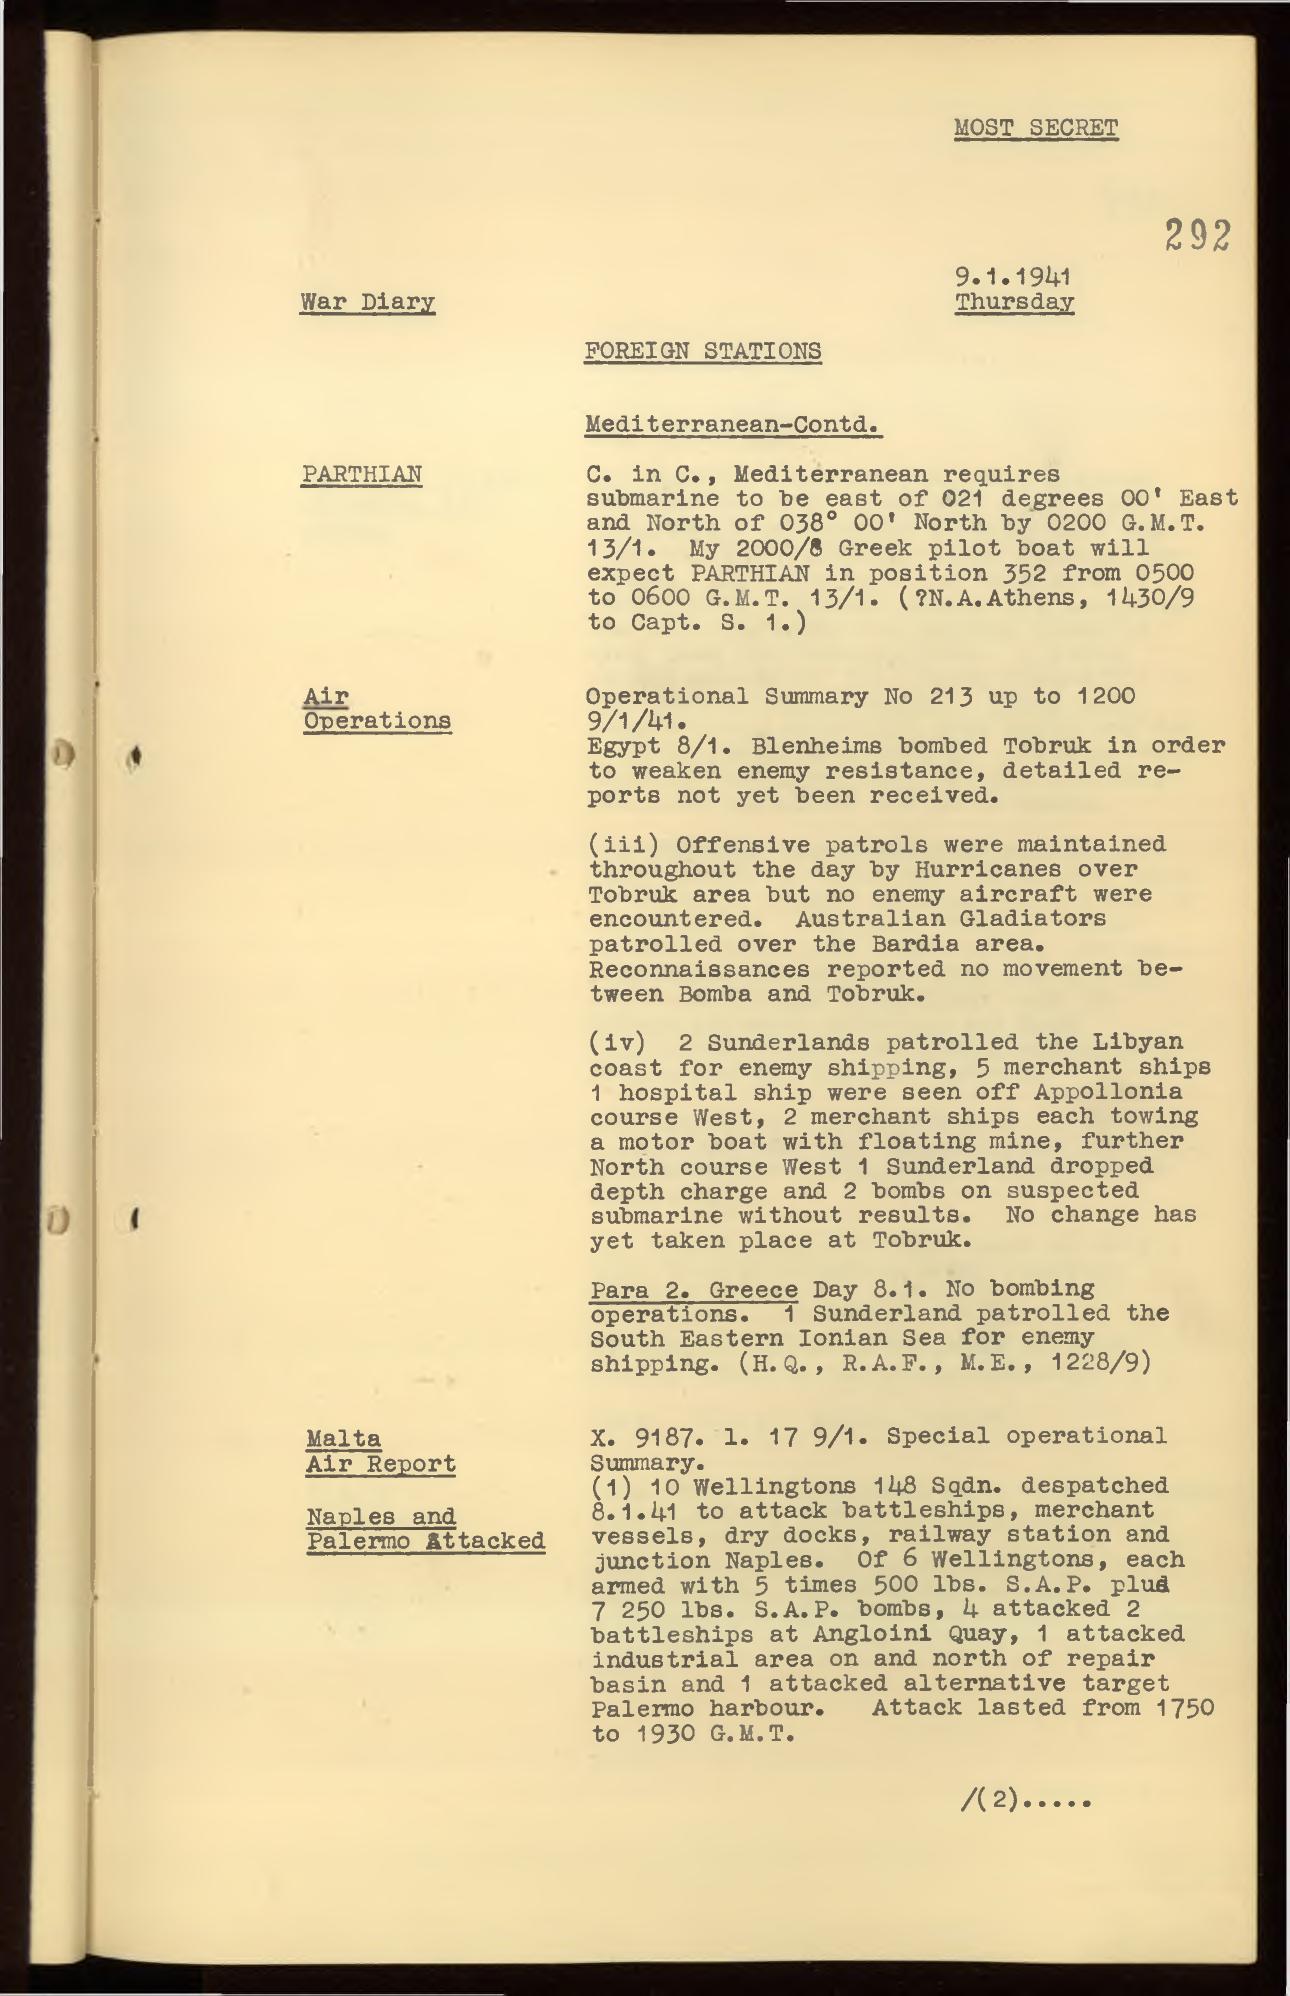 MOST SECRET
292
9.1.1941
War Diary
Thursday
FOREIGN STATIONS
Mediterranean-Contd.
PARTHIAN
C. in C., Mediterranean requires
submarine to be east of 021 degrees 00' East
and North of 038° 00' North by 0200 G.M.T.
13/1. My 2000/8 Greek pilot boat will
expect PARTHIAN in position 352 from 0500
to 0600 G.M.T. 13/1. (?N.A.Athens, 1430/9
to Capt. S. 1.)
Air
Operations
Operational Summary No 213 up to 1200
9/1/41.
Egypt 8/1. Blenheims bombed Tobruk in order
to weaken enemy resistance, detailed re-
ports not yet been received.
(iii) Offensive patrols were maintained
throughout the day by Hurricanes over
Tobruk area but no enemy aircraft were
encountered. Australian Gladiators
patrolled over the Bardia area.
Reconnaissances reported no movement be-
tween Bomba and Tobruk.
(iv) 2 Sunderlands patrolled the Libyan
coast for enemy shipping, 5 merchant ships
1 hospital ship were seen off Appollonia
course West, 2 merchant ships each towing
a motor boat with floating mine, further
North course West 1 Sunderland dropped
depth charge and 2 bombs on suspected
submarine without results. No change has
yet taken place at Tobruk.
Para 2. Greece Day 8.1. No bombing
operations. 1 Sunderland patrolled the
South Eastern Ionian Sea for enemy
shipping. (H.Q., R.A.F., M.E., 1228/9)
Malta
Air Report
Naples and
Palermo Attacked
X. 9187. l. 17 9/1. Special operational
Summary.
(1) 10 Wellingtons 148 Sqdn. despatched
8.1.41 to attack battleships, merchant
vessels, dry docks, railway station and
junction Naples. Of 6 Wellingtons, each
armed with 5 times 500 lbs. S.A.P. plud
7 250 lbs. S.A.P. bombs, 4 attacked 2
battleships at Angloini Quay, 1 attacked
industrial area on and north of repair
basin and 1 attacked alternative target
Palermo harbour. Attack lasted from 1750
to 1930 G.M.T.
/(2).....